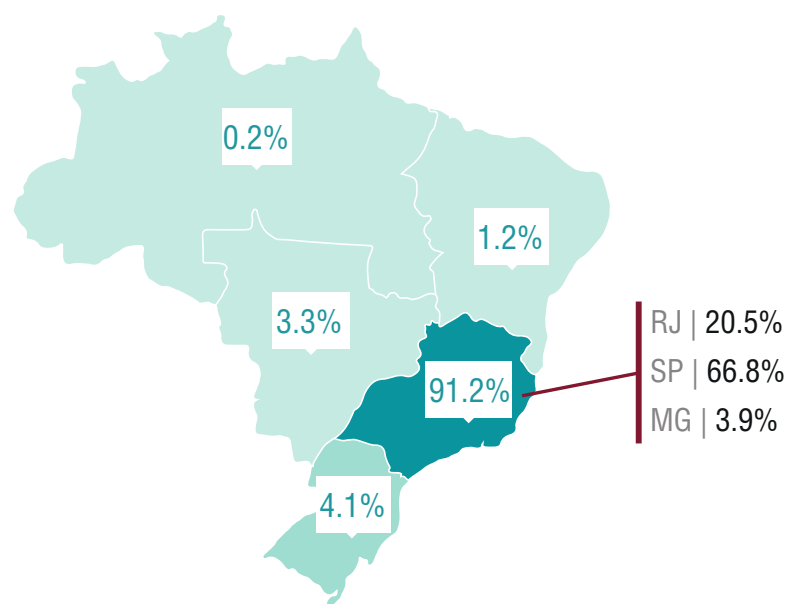 0.2%
1.2%
3.3%
91.2%
4.1%
RJ | 20.5%
SP | 66.8%
MG | 3.9%